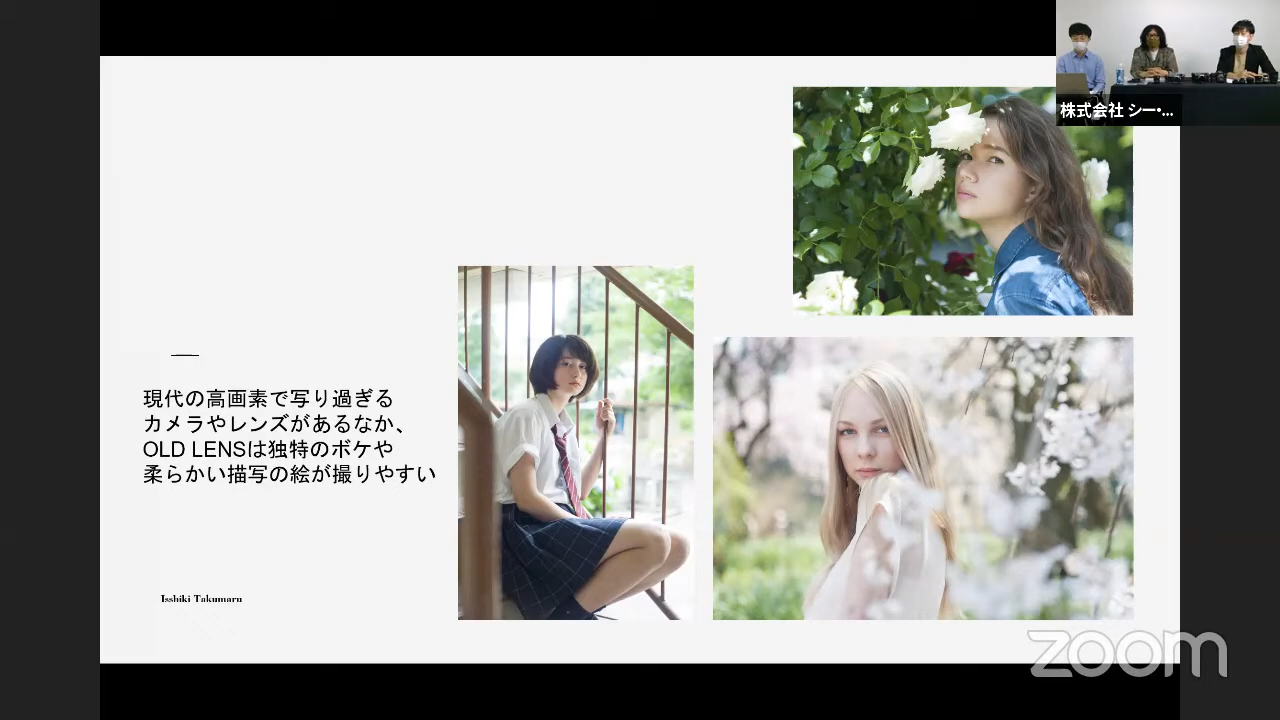 株式会社 シー・...
現代の高画素で写り過ぎる
カメラやレンズがあるなか、
OLD LENSは独特のボケや
柔らかい描写の絵が撮りやすい
Isshiki Takumaru
zoom